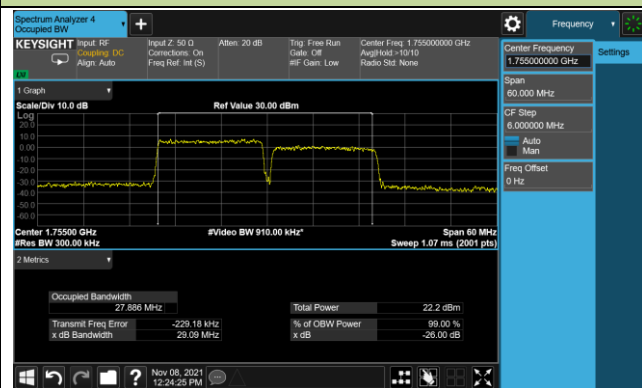 Spectrum Analyzer 4
Occupied BW
Frequency
KEYSIGHT
Input: RF
Coupling: DC
Align: Auto
Input Z: 50 Ω
Corrections: On
Freq Ref: Int (S)
Atten: 20 dB
Trig: Free Run
Gate: Off
#IF Gain: Low
Center Freq: 1.755000000 GHz
Avg|Hold:>10/10
Radio Std: None
Center Frequency
1.755000000 GHz
Settings
Span
60.000 MHz
CF Step
6.000000 MHz
Auto
Man
Freq Offset
0 Hz
1 Graph
Scale/Div 10.0 dB
Ref Value 30.00 dBm
Log
20.0
10.0
0.00
-10.0
-20.0
-30.0
-40.0
-50.0
-60.0
Center 1.75500 GHz
#Video BW 910.00 kHz*
Span 60 MHz
#Res BW 300.00 kHz
Sweep 1.07 ms (2001 pts)
2 Metrics
Occupied Bandwidth
27.886 MHz
Total Power
22.2 dBm
Transmit Freq Error
-229.18 kHz
% of OBW Power
99.00 %
x dB Bandwidth
29.09 MHz
x dB
-26.00 dB
?
Nov 08, 2021
12:24:25 PM